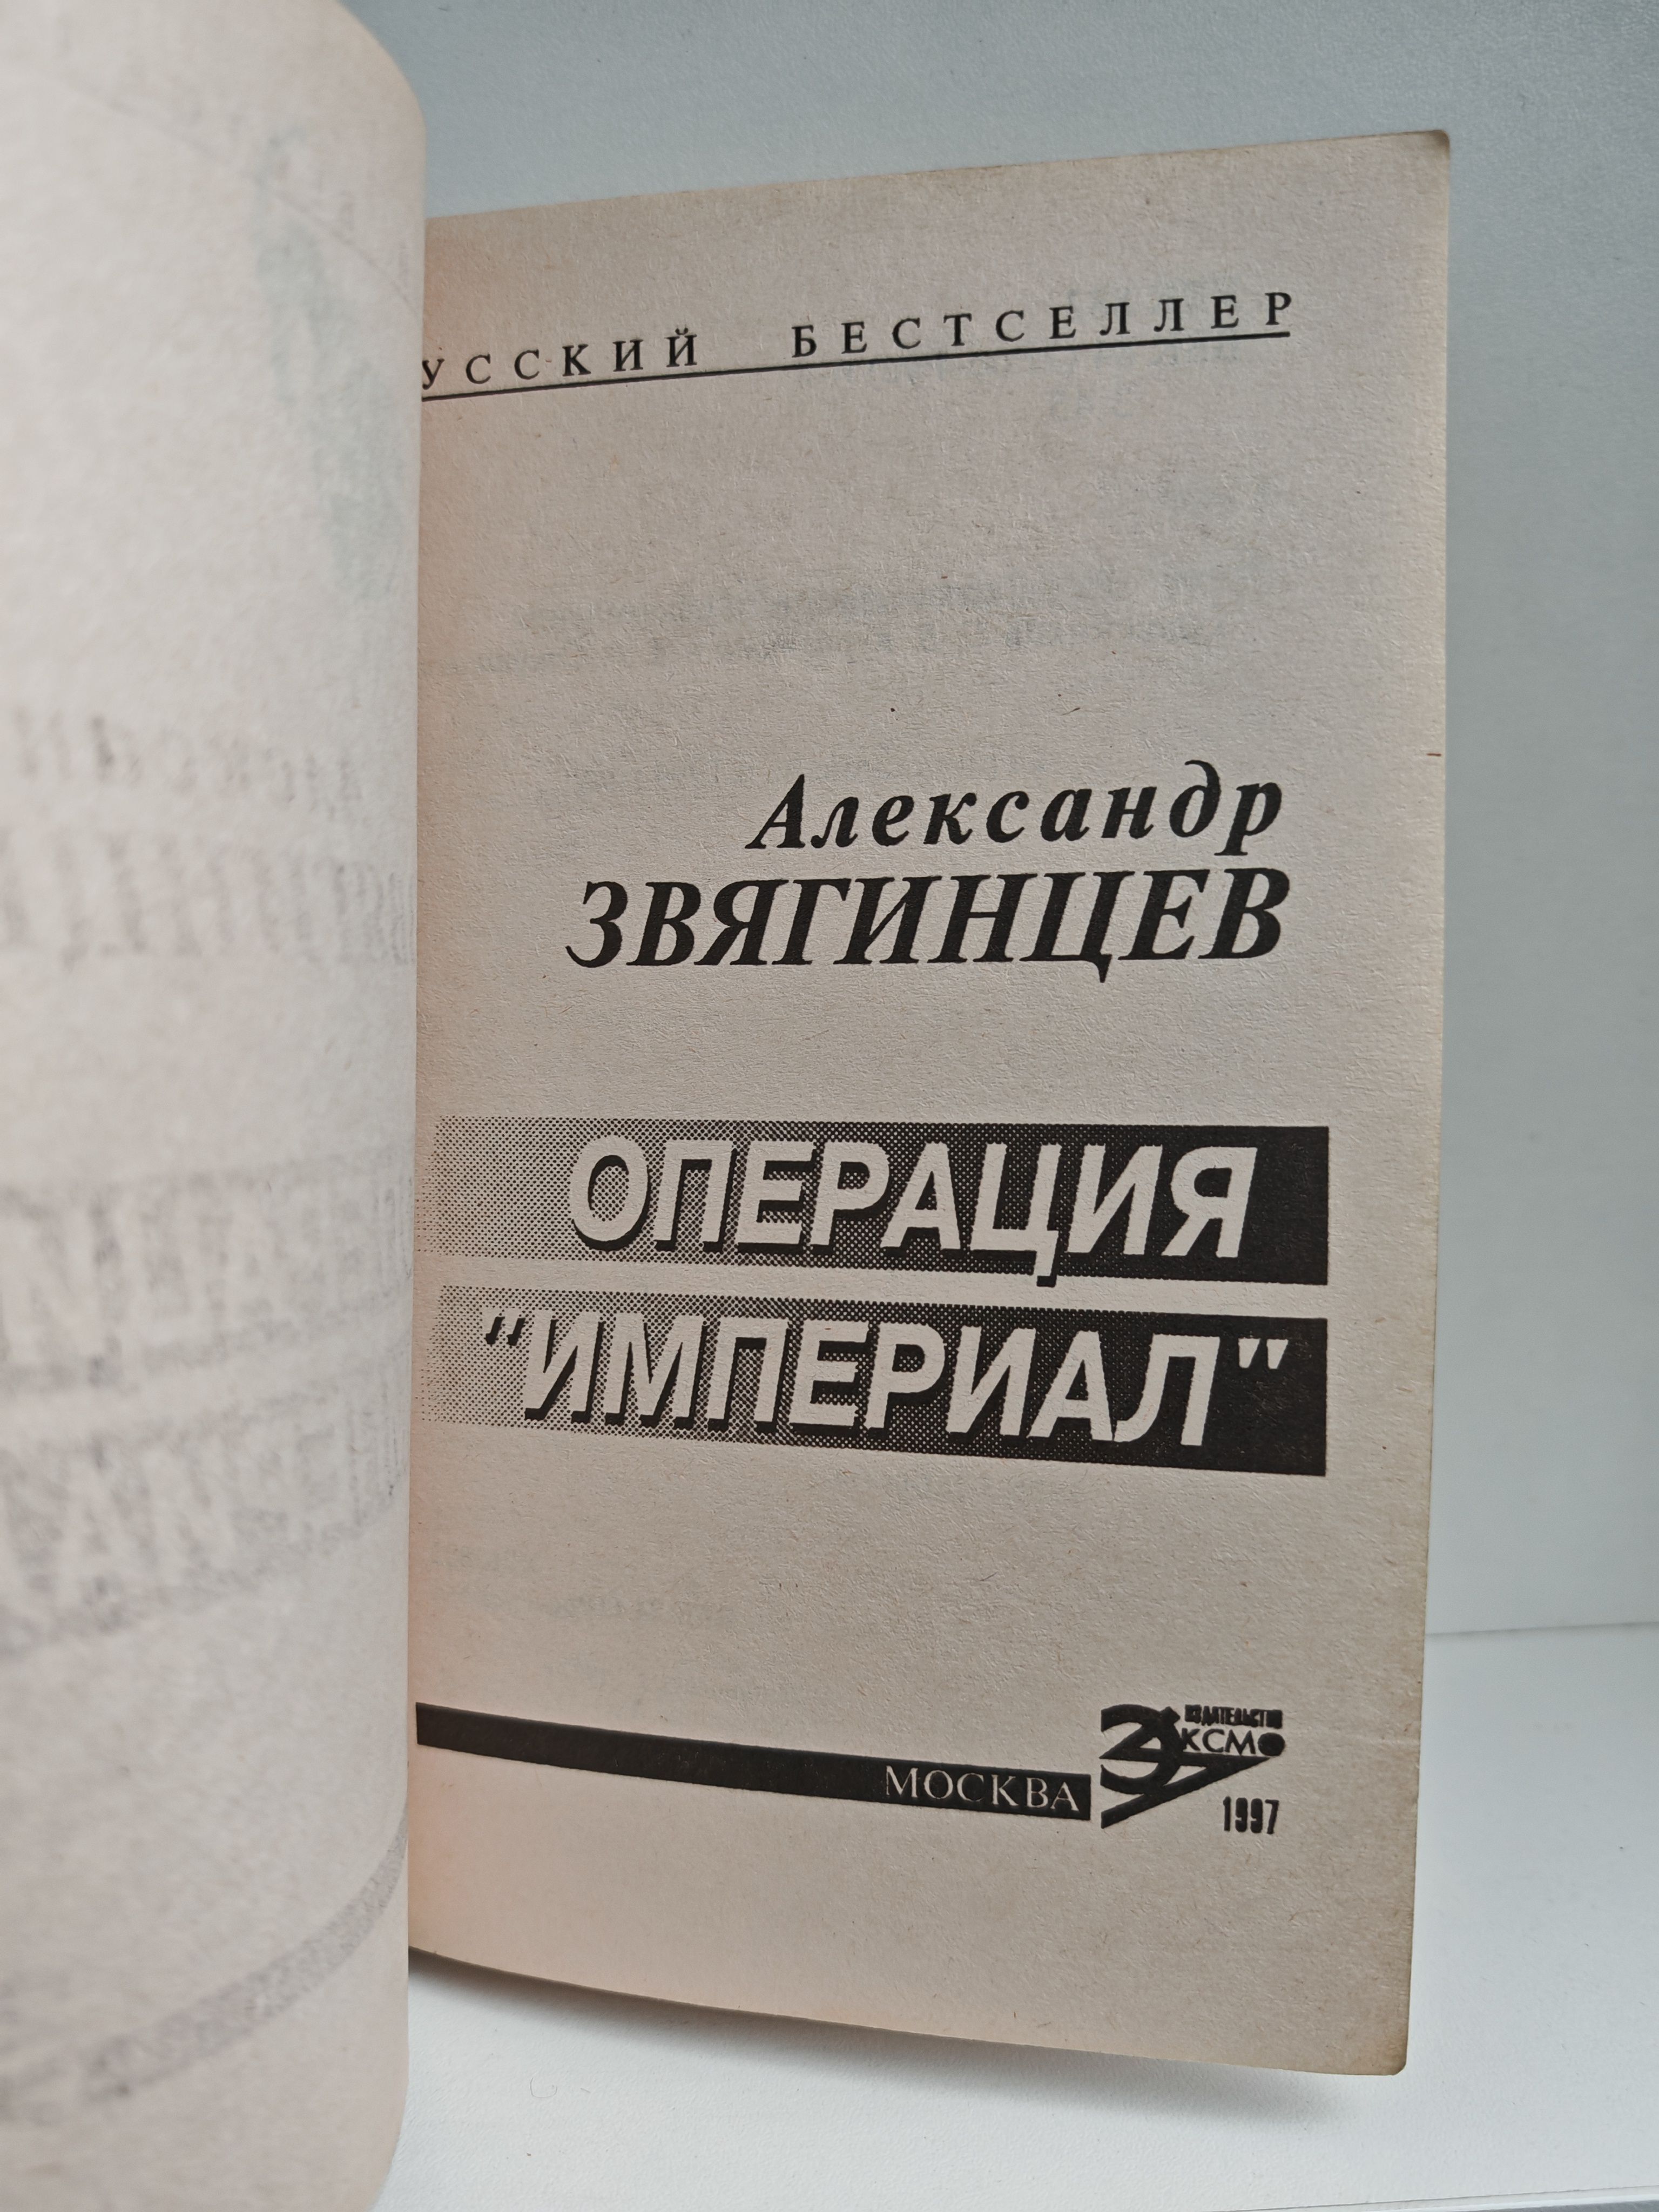 УССКИЙ БЕСТСЕЛЛЕР
Александр
ЗВЯГИНЦЕВ
ОПЕРАЦИЯ
"ИМПЕРИАЛ"
ИЗДАТЕЛЬСТВО
ЭКСМО
МОСКВА
1997